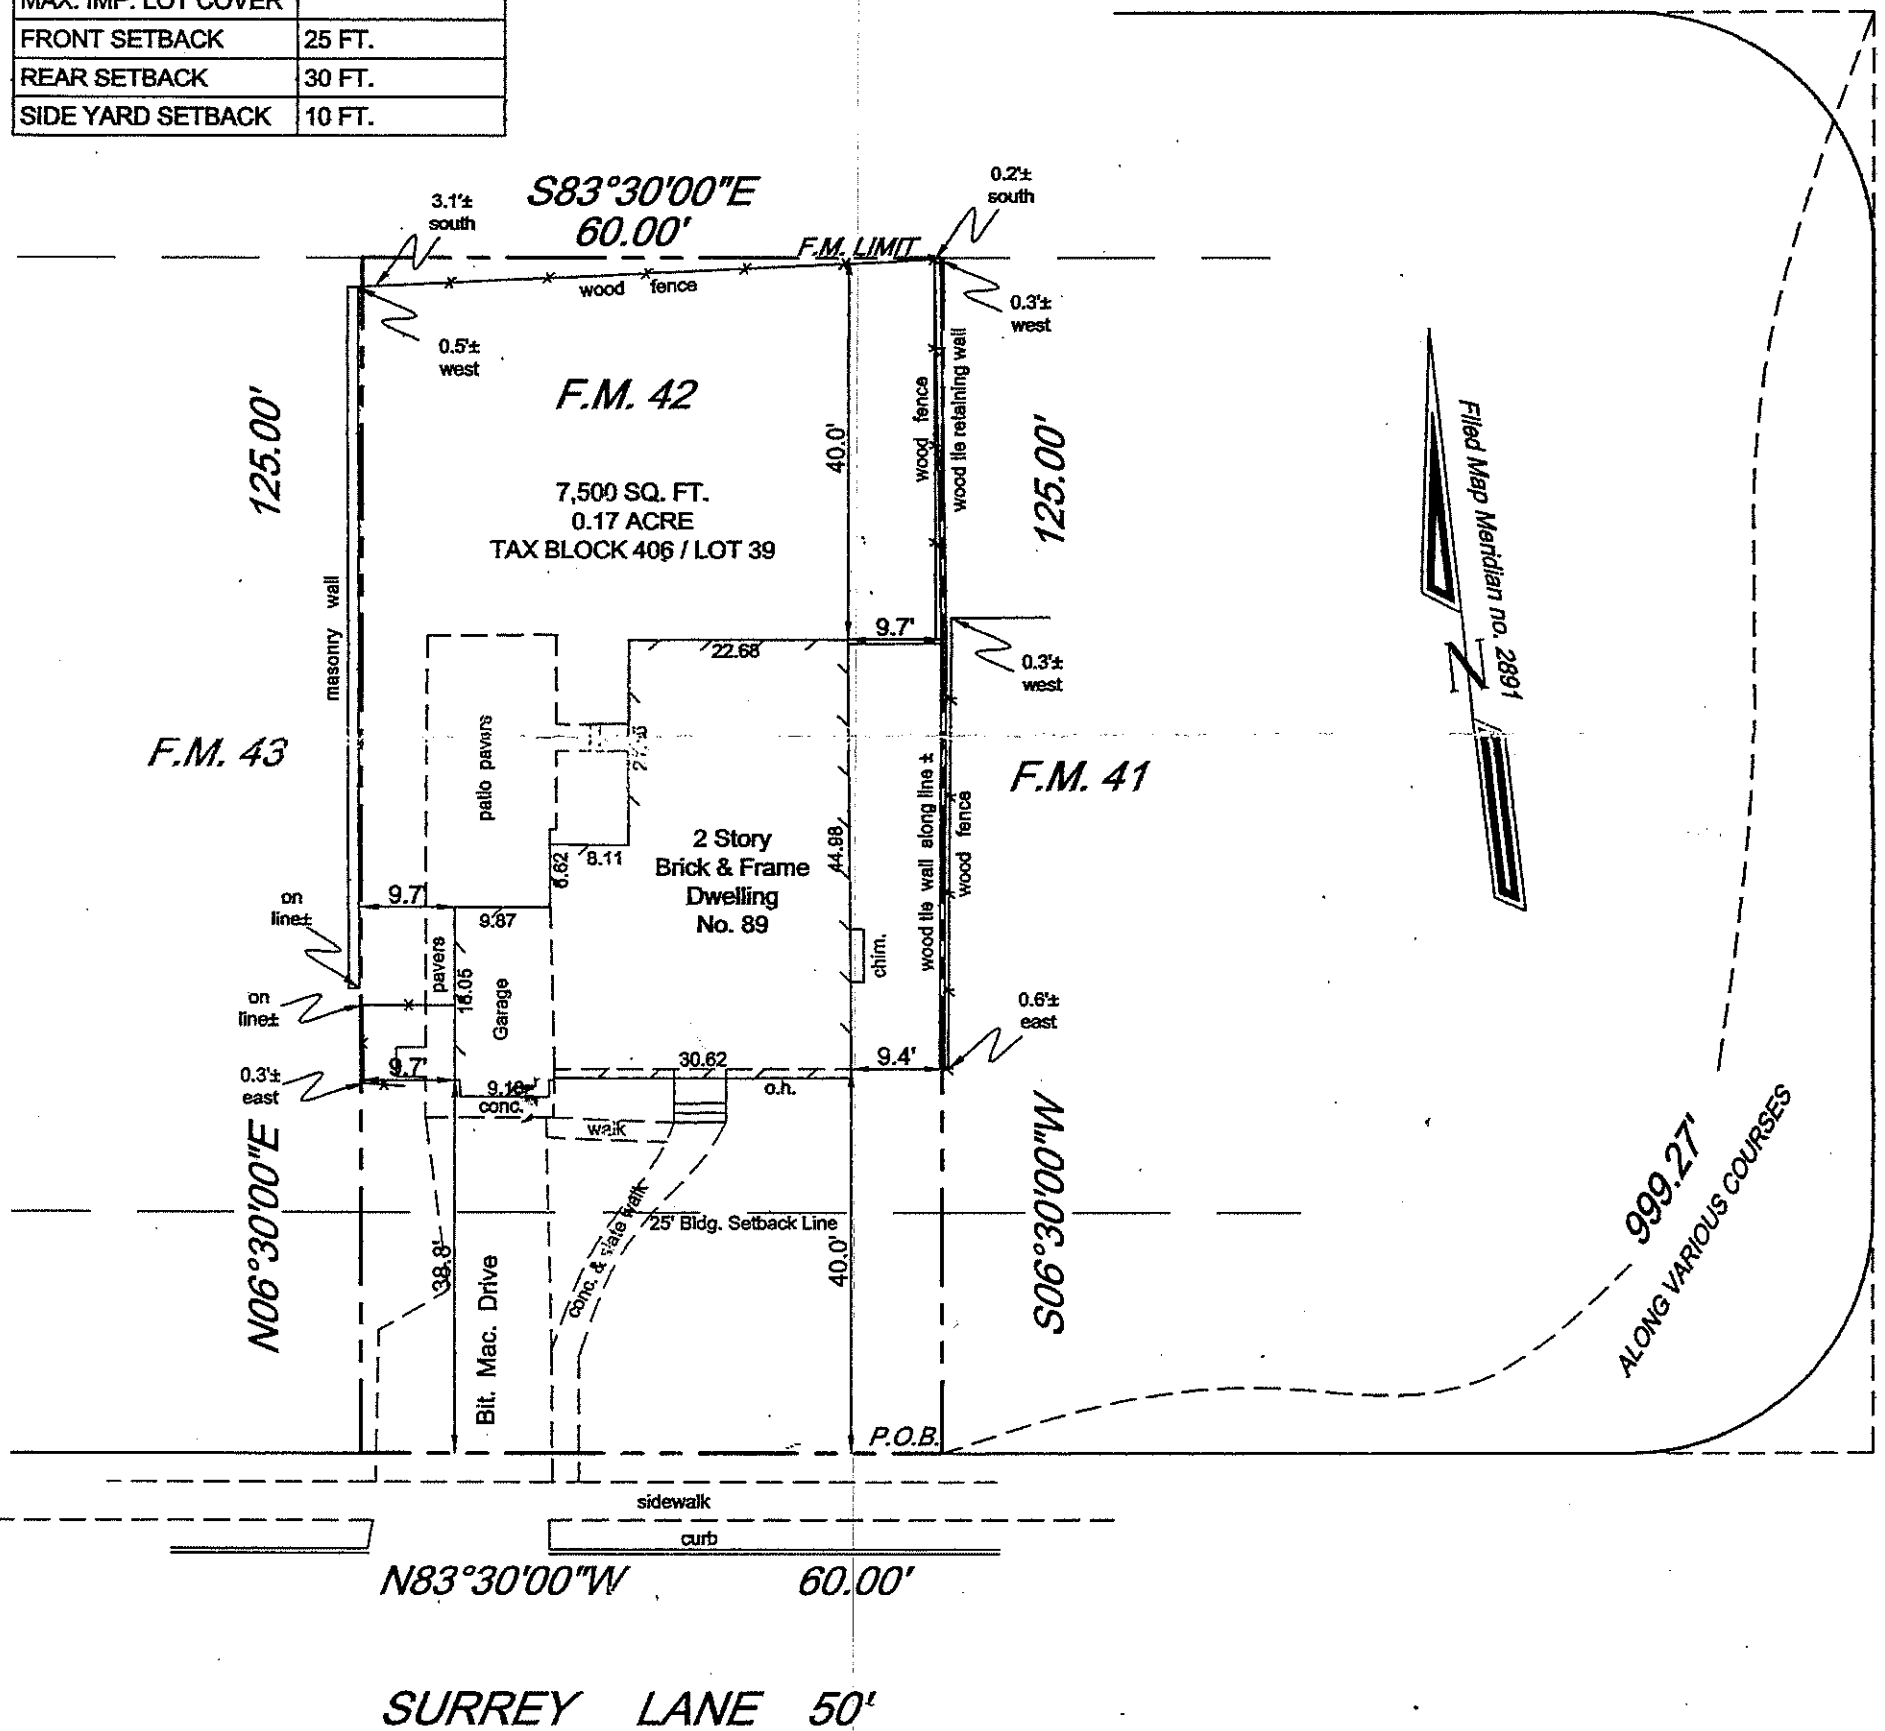 MAX. IMP. LOT COVER
FRONT SETBACK 25 FT.
REAR SETBACK 30 FT.
SIDE YARD SETBACK 10 FT.
S83°30'00"E
60.00'
3.1'±
south
0.2'±
south
F.M. LIMIT
wood fence
0.3'±
west
0.5'±
west
F.M. 42
125.00'
40.0'
wood fence
wood tie retaining wall
125.00'
7,500 SQ. FT.
0.17 ACRE
TAX BLOCK 406 / LOT 39
Filed Map Meridian no. 2891
N
masonry wall
9.7'
22.68
0.3'±
west
F.M. 43
patio pavers
F.M. 41
wood tie wall along line ±
wood fence
2 Story
Brick & Frame
Dwelling
No. 89
44.98
8.11
6.62
on
line±
9.7'
9.87
pavers
Garage
chim.
on
line±
0.6'±
east
9.4'
30.62
o.h.
0.3'±
east
9.7'
conc.
walk
N06°30'00"E
S06°30'00"W
conc. & slate walk
25' Bldg. Setback Line
38.8'
40.0'
Bit. Mac. Drive
999.27'
ALONG VARIOUS COURSES
P.O.B.
sidewalk
curb
N83°30'00"W 60.00'
SURREY LANE 50'